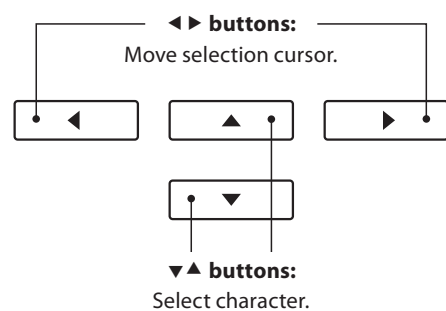 ◀ ▶ buttons:
Move selection cursor.
◀ ▲ ▶
▼
▼▲ buttons:
Select character.